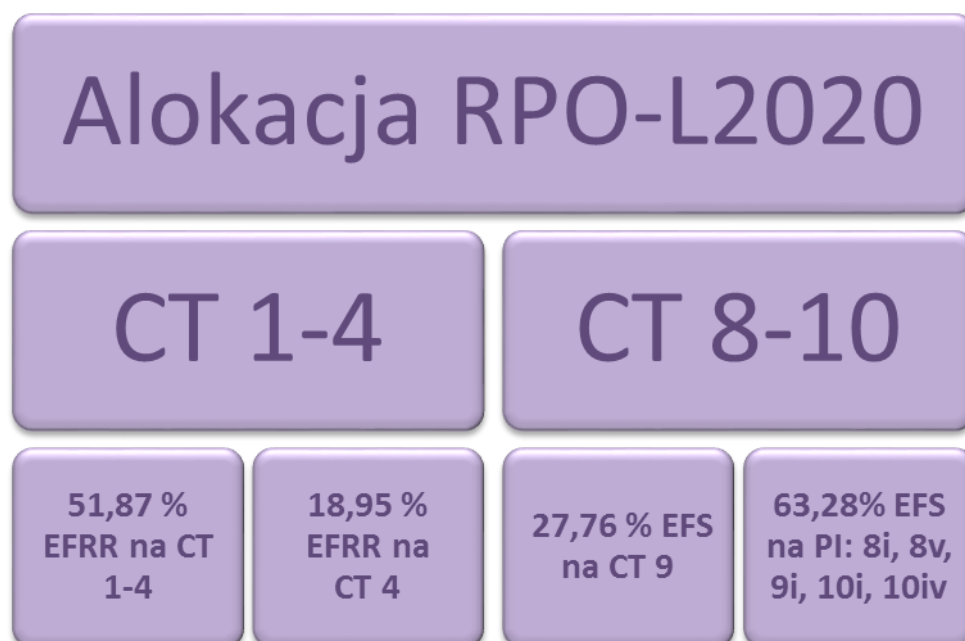 Alokacja RPO-L2020
CT 1-4
CT 8-10
51,87 %
EFRR na CT
1-4
18,95 %
EFRR na
CT 4
27,76 % EFS
na CT 9
63,28% EFS
na PI: 8i, 8v,
9i, 10i, 10iv